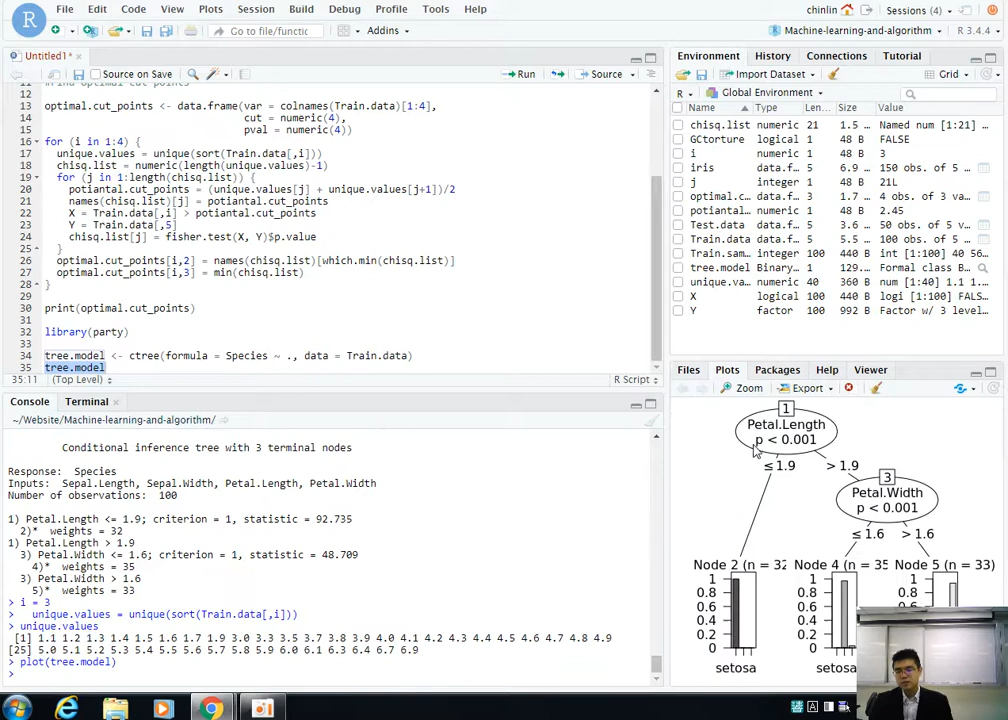 File Edit Code View Plots Session Build Debug Profile Tools Help
chinlin Sessions (4)
R
Go to file/functic Addins
Machine-learning-and-algorithm R 3.4.4
Untitled1*
Source on Save Run Source
12
13 optimal.cut_points <- data.frame(var = colnames(Train.data)[1:4],
14 cut = numeric(4),
15 pval = numeric(4))
16 for (i in 1:4) {
17 unique.values = unique(sort(Train.data[,i]))
18 chisq.list = numeric(length(unique.values)-1)
19 for (j in 1:length(chisq.list)) {
20 potiantal.cut_points = (unique.values[j] + unique.values[j+1])/2
21 names(chisq.list)[j] = potiantal.cut_points
22 X = Train.data[,i] > potiantal.cut_points
23 Y = Train.data[,5]
24 chisq.list[j] = fisher.test(X, Y)$p.value
25 }
26 optimal.cut_points[i,2] = names(chisq.list)[which.min(chisq.list)]
27 optimal.cut_points[i,3] = min(chisq.list)
28 }
29
30 print(optimal.cut_points)
31
32 library(party)
33
34 tree.model <- ctree(formula = Species ~ ., data = Train.data)
35 tree.model
35:11 (Top Level) R Script
Console Terminal
~/Website/Machine-learning-and-algorithm/
Conditional inference tree with 3 terminal nodes
Response: Species
Inputs: Sepal.Length, Sepal.Width, Petal.Length, Petal.Width
Number of observations: 100
1) Petal.Length <= 1.9; criterion = 1, statistic = 92.735
2)* weights = 32
1) Petal.Length > 1.9
3) Petal.Width <= 1.6; criterion = 1, statistic = 48.709
4)* weights = 35
3) Petal.Width > 1.6
5)* weights = 33
> i = 3
> unique.values = unique(sort(Train.data[,i]))
> unique.values
[1] 1.1 1.2 1.3 1.4 1.5 1.6 1.7 1.9 3.0 3.3 3.5 3.7 3.8 3.9 4.0 4.1 4.2 4.3 4.4 4.5 4.6 4.7 4.8 4.9
[25] 5.0 5.1 5.2 5.3 5.4 5.5 5.6 5.7 5.8 5.9 6.0 6.1 6.3 6.4 6.7 6.9
> plot(tree.model)
>
Environment History Connections Tutorial
Import Dataset Grid
R Global Environment
Name Type Len... Size Value
chisq.list numeric 21 1.5 ... Named num [1:21] ...
GCtorture logical 1 48 B FALSE
i numeric 1 48 B 3
iris data.f... 5 6.9 ... 150 obs. of 5 ...
j integer 1 48 B 21L
optimal.c... data.f... 3 1.7 ... 4 obs. of 3 va...
potiantal... numeric 1 48 B 2.45
Test.data data.f... 5 3.6 ... 50 obs. of 5 v...
Train.data data.f... 5 5.5 ... 100 obs. of 5 ...
Train.sam... integer 100 440 B int [1:100] 40 56...
tree.model Binary... 1 129... Formal class B...
unique.va... numeric 40 360 B num [1:40] 1.1 1...
X logical 100 440 B logi [1:100] FALS...
Y factor 100 992 B Factor w/ 3 level...
Files Plots Packages Help Viewer
Zoom Export
1
Petal.Length
p < 0.001
≤ 1.9 > 1.9
3
Petal.Width
p < 0.001
≤ 1.6 > 1.6
Node 2 (n = 32 Node 4 (n = 35 Node 5 (n = 33)
1 1 1
0.8 0.8 0.8
0.6 0.6
0.4 0.4
0.2 0.2
0 0
setosa setosa